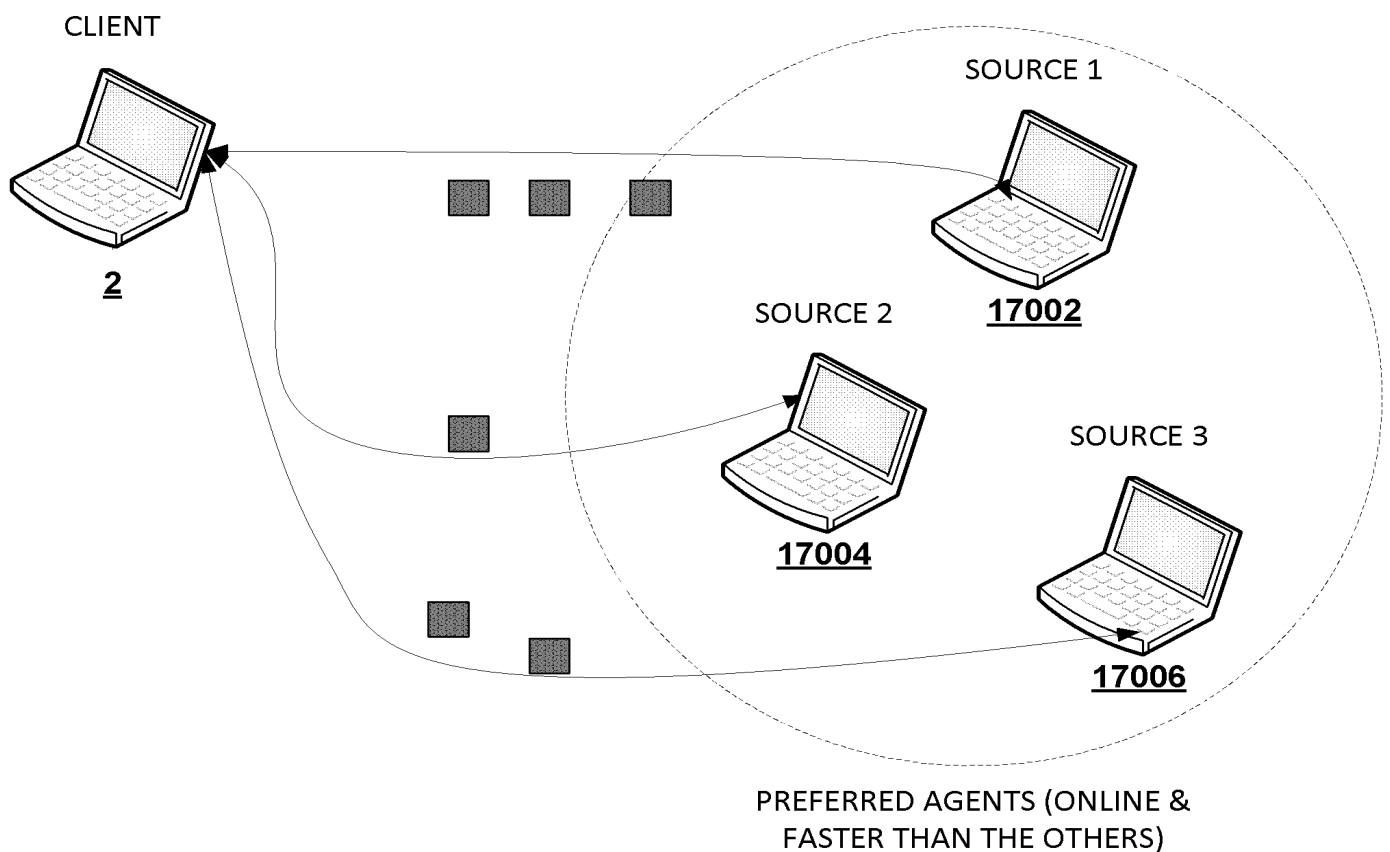 CLIENT
SOURCE 1
2
17002
SOURCE 2
SOURCE 3
17004
17006
PREFERRED AGENTS (ONLINE &
FASTER THAN THE OTHERS)